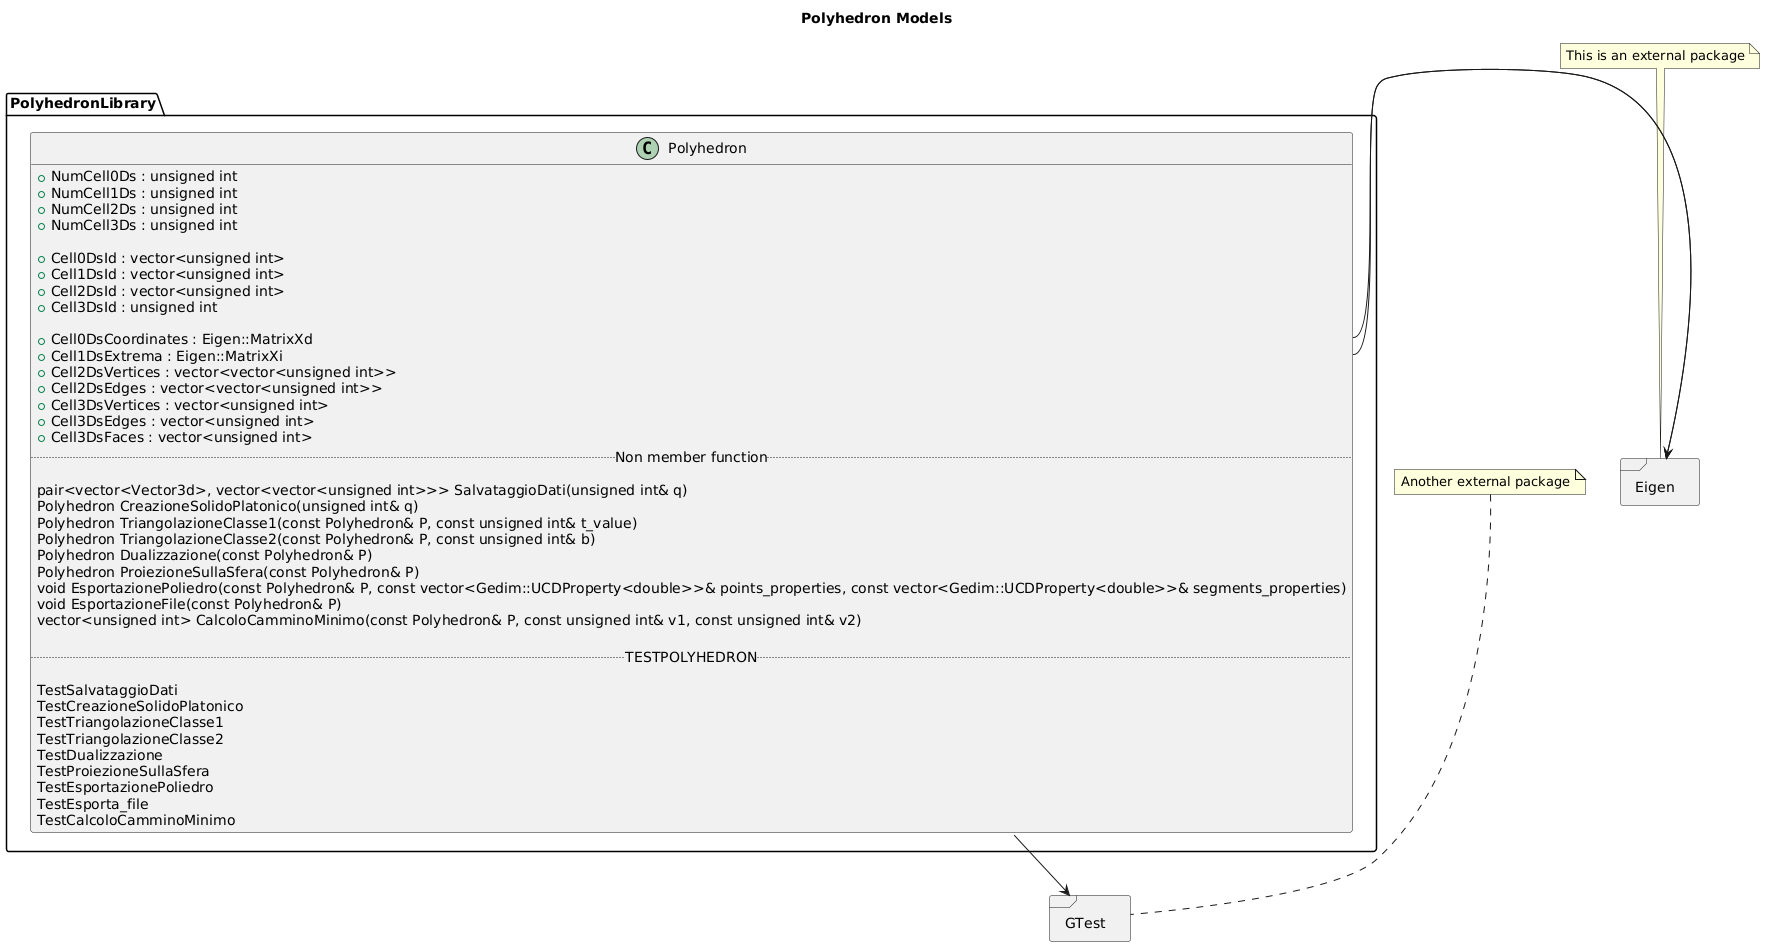 Polyhedron Models
This is an external package
PolyhedronLibrary
C Polyhedron
NumCell0Ds : unsigned int
NumCell1Ds : unsigned int
NumCell2Ds : unsigned int
NumCell3Ds : unsigned int
Cell0DsId : vector<unsigned int>
Cell1DsId : vector<unsigned int>
Cell2DsId : vector<unsigned int>
Cell3DsId : unsigned int
Cell0DsCoordinates : Eigen::MatrixXd
Cell1DsExtrema : Eigen::MatrixXi
Cell2DsVertices : vector<vector<unsigned int>>
Cell2DsEdges : vector<vector<unsigned int>>
Cell3DsVertices : vector<unsigned int>
Cell3DsEdges : vector<unsigned int>
Cell3DsFaces : vector<unsigned int>
Non member function
pair<vector<Vector3d>, vector<vector<unsigned int>>> SalvataggioDati(unsigned int& q)
Polyhedron CreazioneSolidoPlatonico(unsigned int& q)
Polyhedron TriangolazioneClasse1(const Polyhedron& P, const unsigned int& t_value)
Polyhedron TriangolazioneClasse2(const Polyhedron& P, const unsigned int& b)
Polyhedron Dualizzazione(const Polyhedron& P)
Polyhedron ProiezioneSullaSfera(const Polyhedron& P)
void EsportazionePoliedro(const Polyhedron& P, const vector<Gedim::UCDProperty<double>>& points_properties, const vector<Gedim::UCDProperty<double>>& segments_properties)
void EsportazioneFile(const Polyhedron& P)
vector<unsigned int> CalcoloCamminoMinimo(const Polyhedron& P, const unsigned int& v1, const unsigned int& v2)
TESTPOLYHEDRON
TestSalvataggioDati
TestCreazioneSolidoPlatonico
TestTriangolazioneClasse1
TestTriangolazioneClasse2
TestDualizzazione
TestProiezioneSullaSfera
TestEsportazionePoliedro
TestEsporta_file
TestCalcoloCamminoMinimo
Another external package
Eigen
GTest